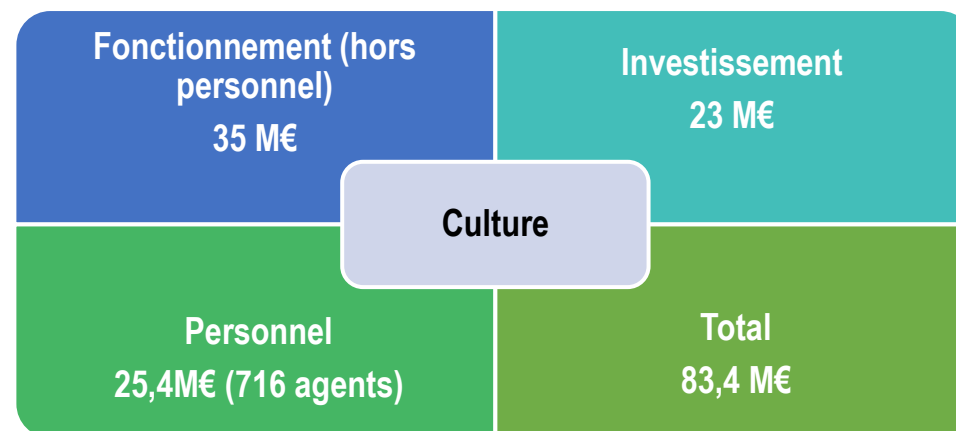 Fonctionnement (hors
personnel)
35 M€
Investissement
23 M€
Culture
Personnel
25,4M€ (716 agents)
Total
83,4 M€